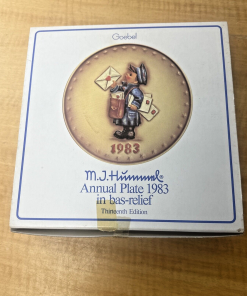 Goebel
1983
M.J. Hummel
Annual Plate 1983
in bas-relief
Thirteenth Edition